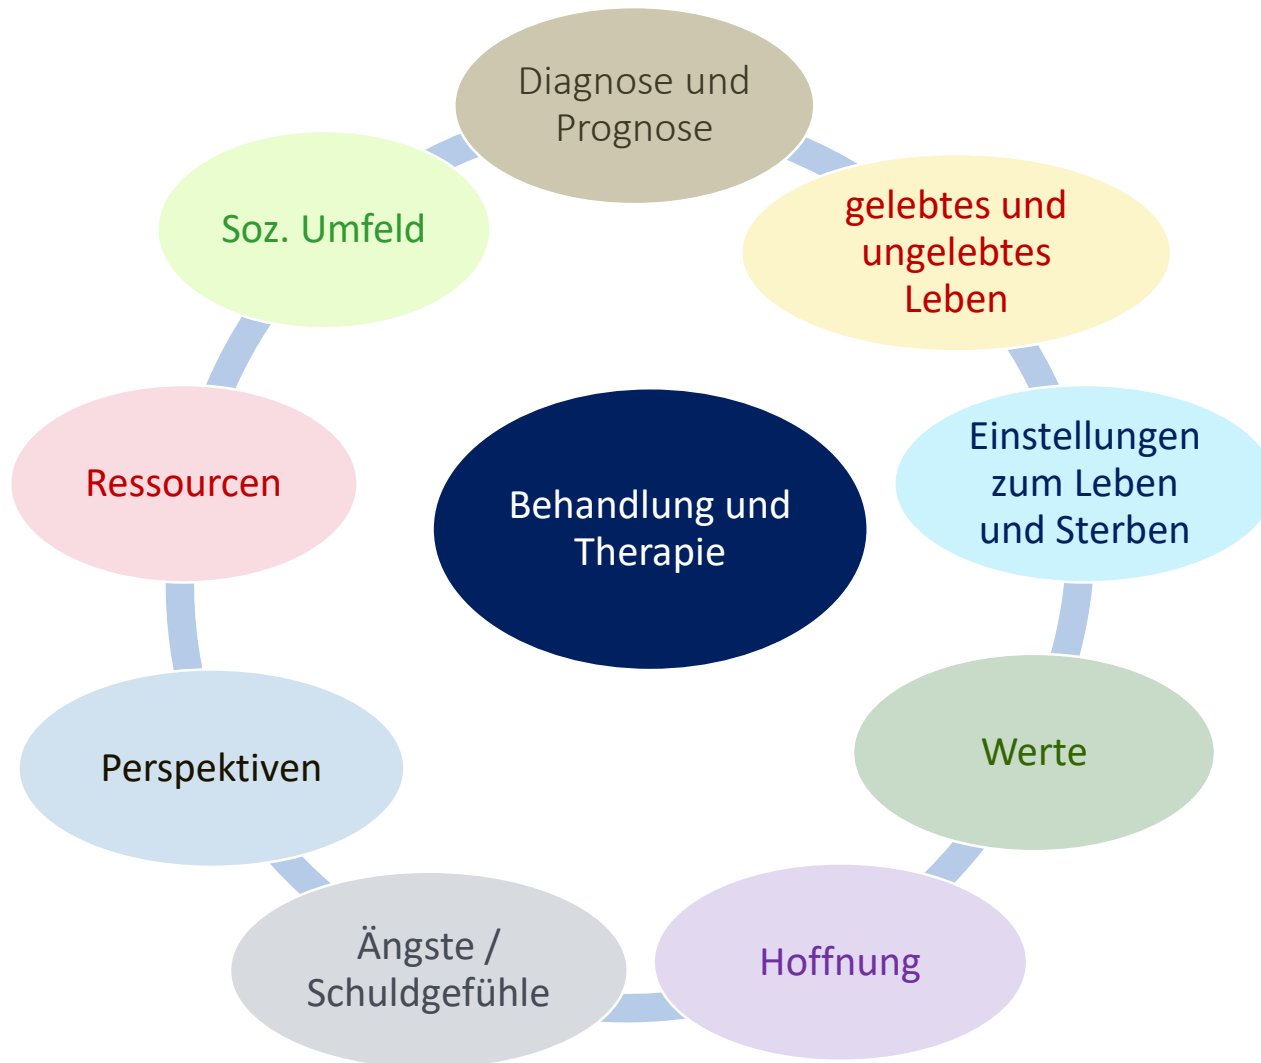 Diagnose und
Prognose
gelebtes und
ungelebtes
Leben
Einstellungen
zum Leben
und Sterben
Werte
Hoffnung
Ängste /
Schuldgefühle
Perspektiven
Ressourcen
Soz. Umfeld
Behandlung und
Therapie